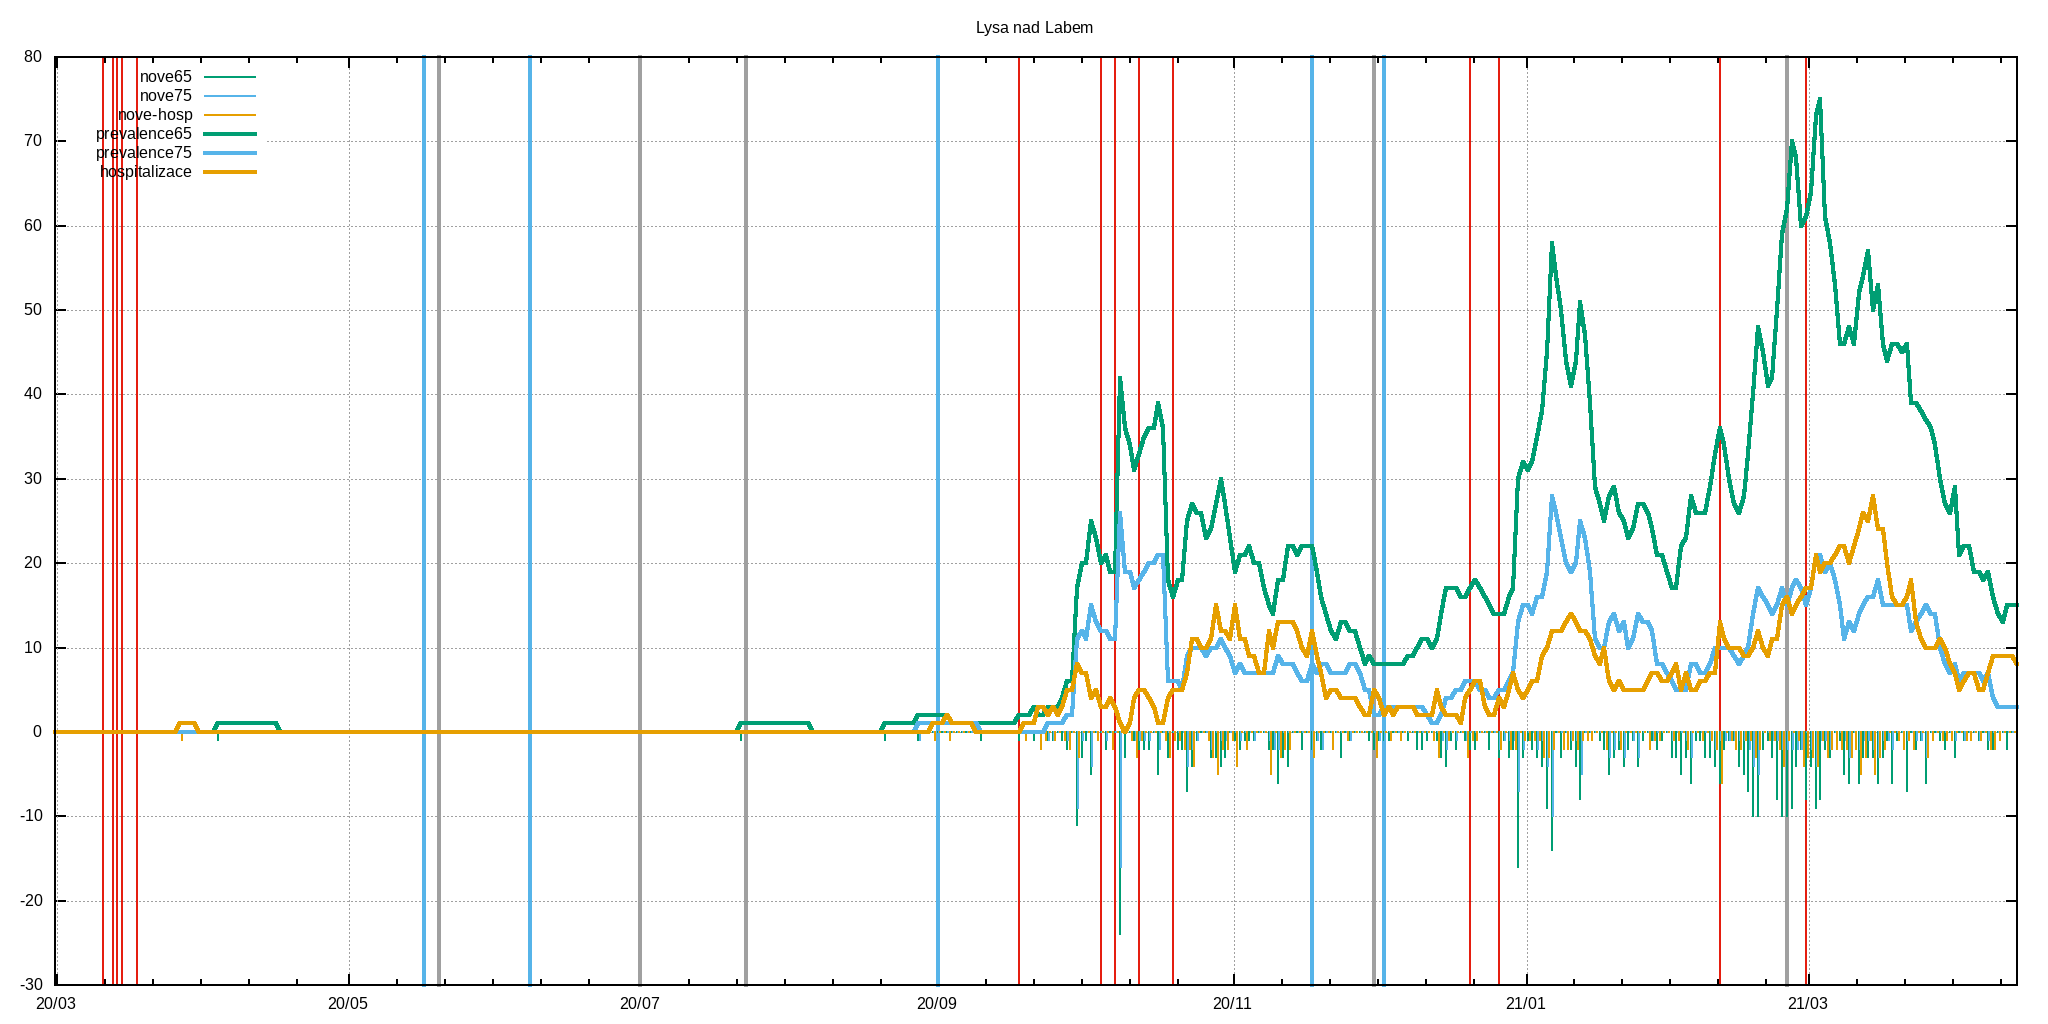 Lysa nad Labem
80
70
60
50
40
30
20
10
0
-10
-20
-30
nove65
nove75
nove-hosp
prevalence65
prevalence75
hospitalizace
20/03 20/05 20/07 20/09 20/11 21/01 21/03